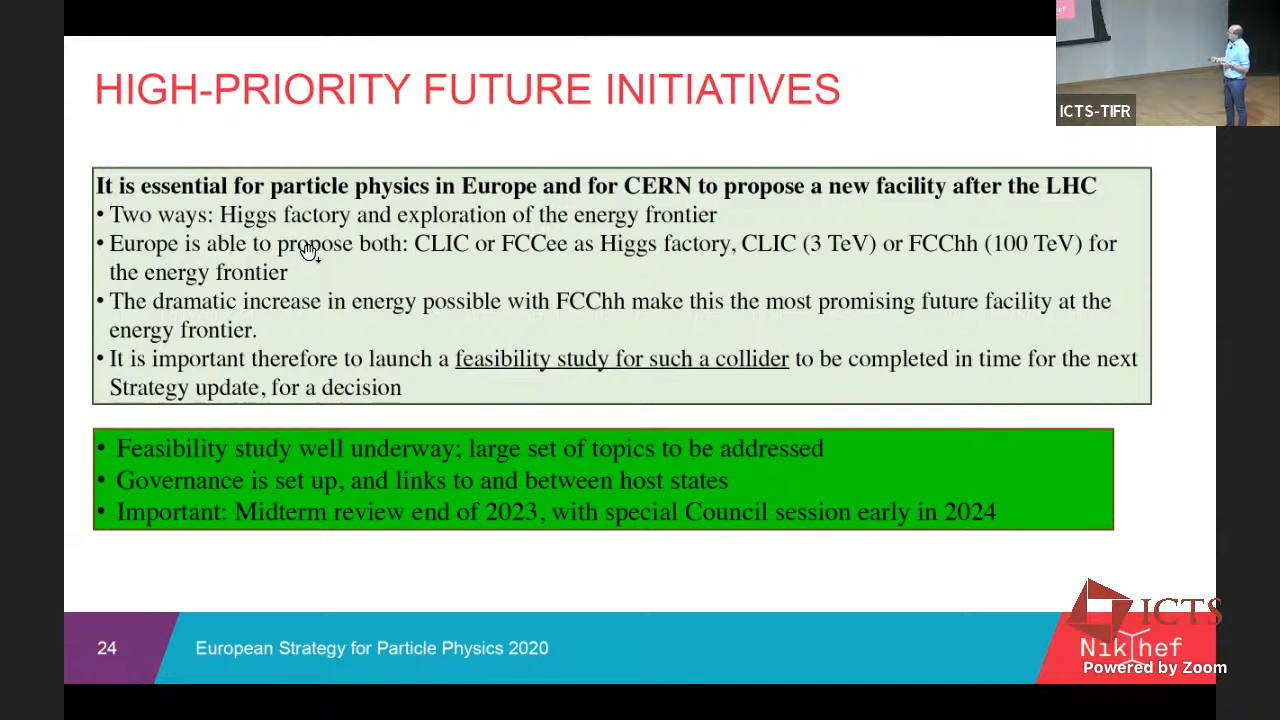 HIGH-PRIORITY FUTURE INITIATIVES
ICTS-TIFR
It is essential for particle physics in Europe and for CERN to propose a new facility after the LHC
• Two ways: Higgs factory and exploration of the energy frontier
• Europe is able to propose both: CLIC or FCCee as Higgs factory, CLIC (3 TeV) or FCChh (100 TeV) for
the energy frontier
• The dramatic increase in energy possible with FCChh make this the most promising future facility at the
energy frontier.
• It is important therefore to launch a feasibility study for such a collider to be completed in time for the next
Strategy update, for a decision
• Feasibility study well underway; large set of topics to be addressed
• Governance is set up, and links to and between host states
• Important: Midterm review end of 2023, with special Council session early in 2024
ICTS
24
European Strategy for Particle Physics 2020
Nikhef
Powered by Zoom